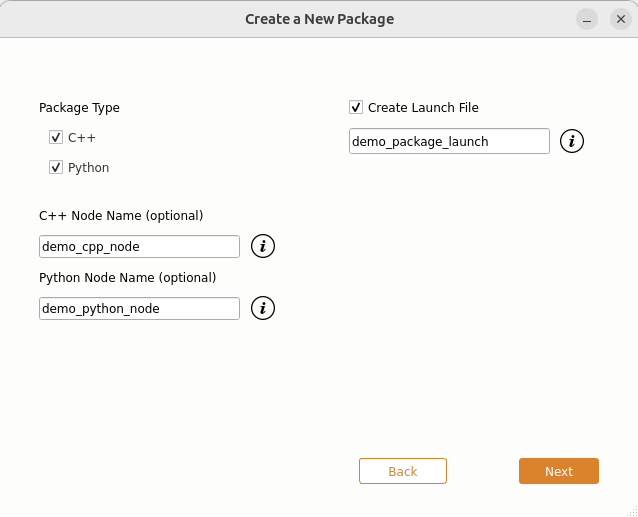 Create a New Package
Package Type
C++
Python
C++ Node Name (optional)
demo_cpp_node
Python Node Name (optional)
demo_python_node
Create Launch File
demo_package_launch
Back
Next